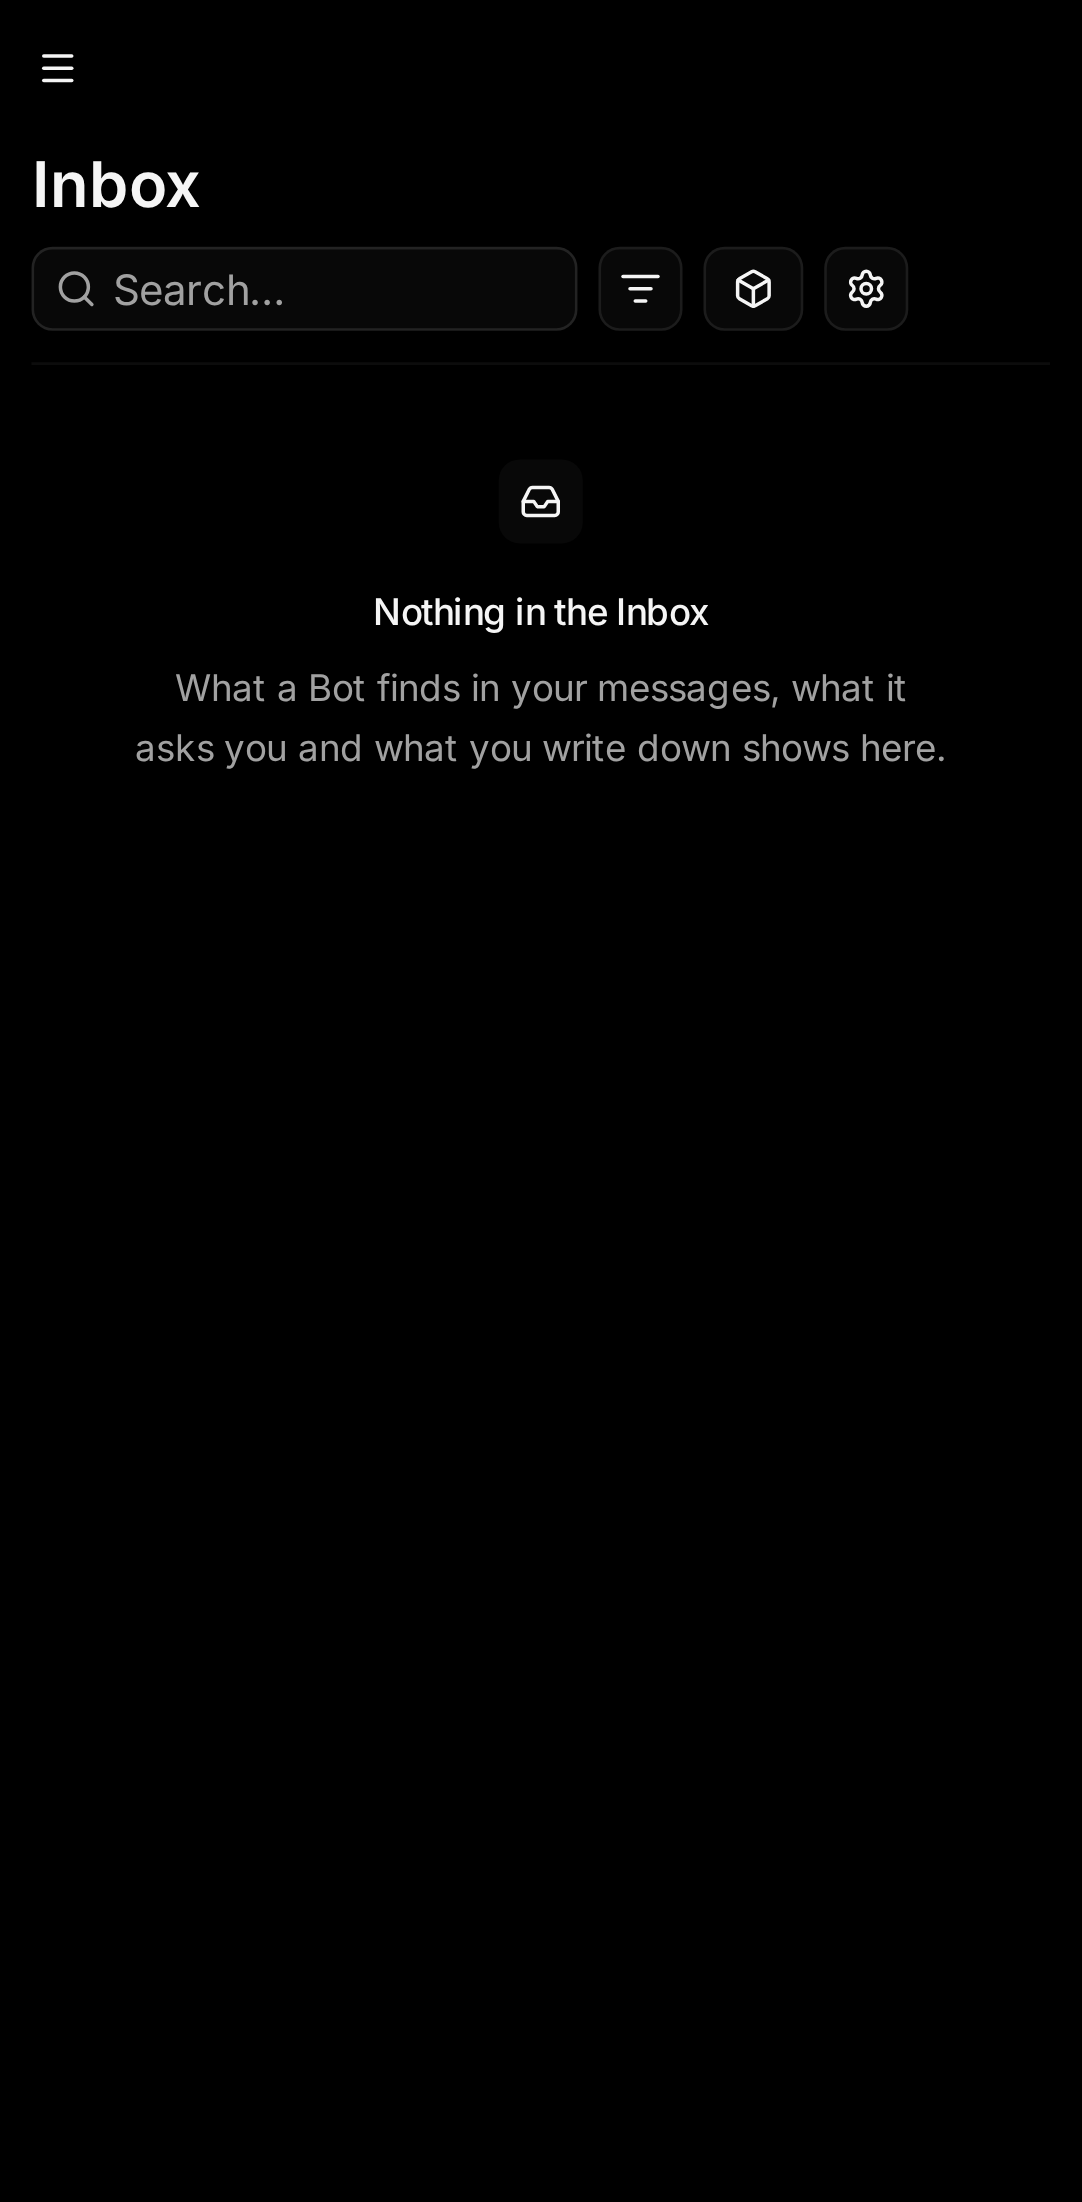 Inbox
Search...
Nothing in the Inbox
What a Bot finds in your messages, what it
asks you and what you write down shows here.